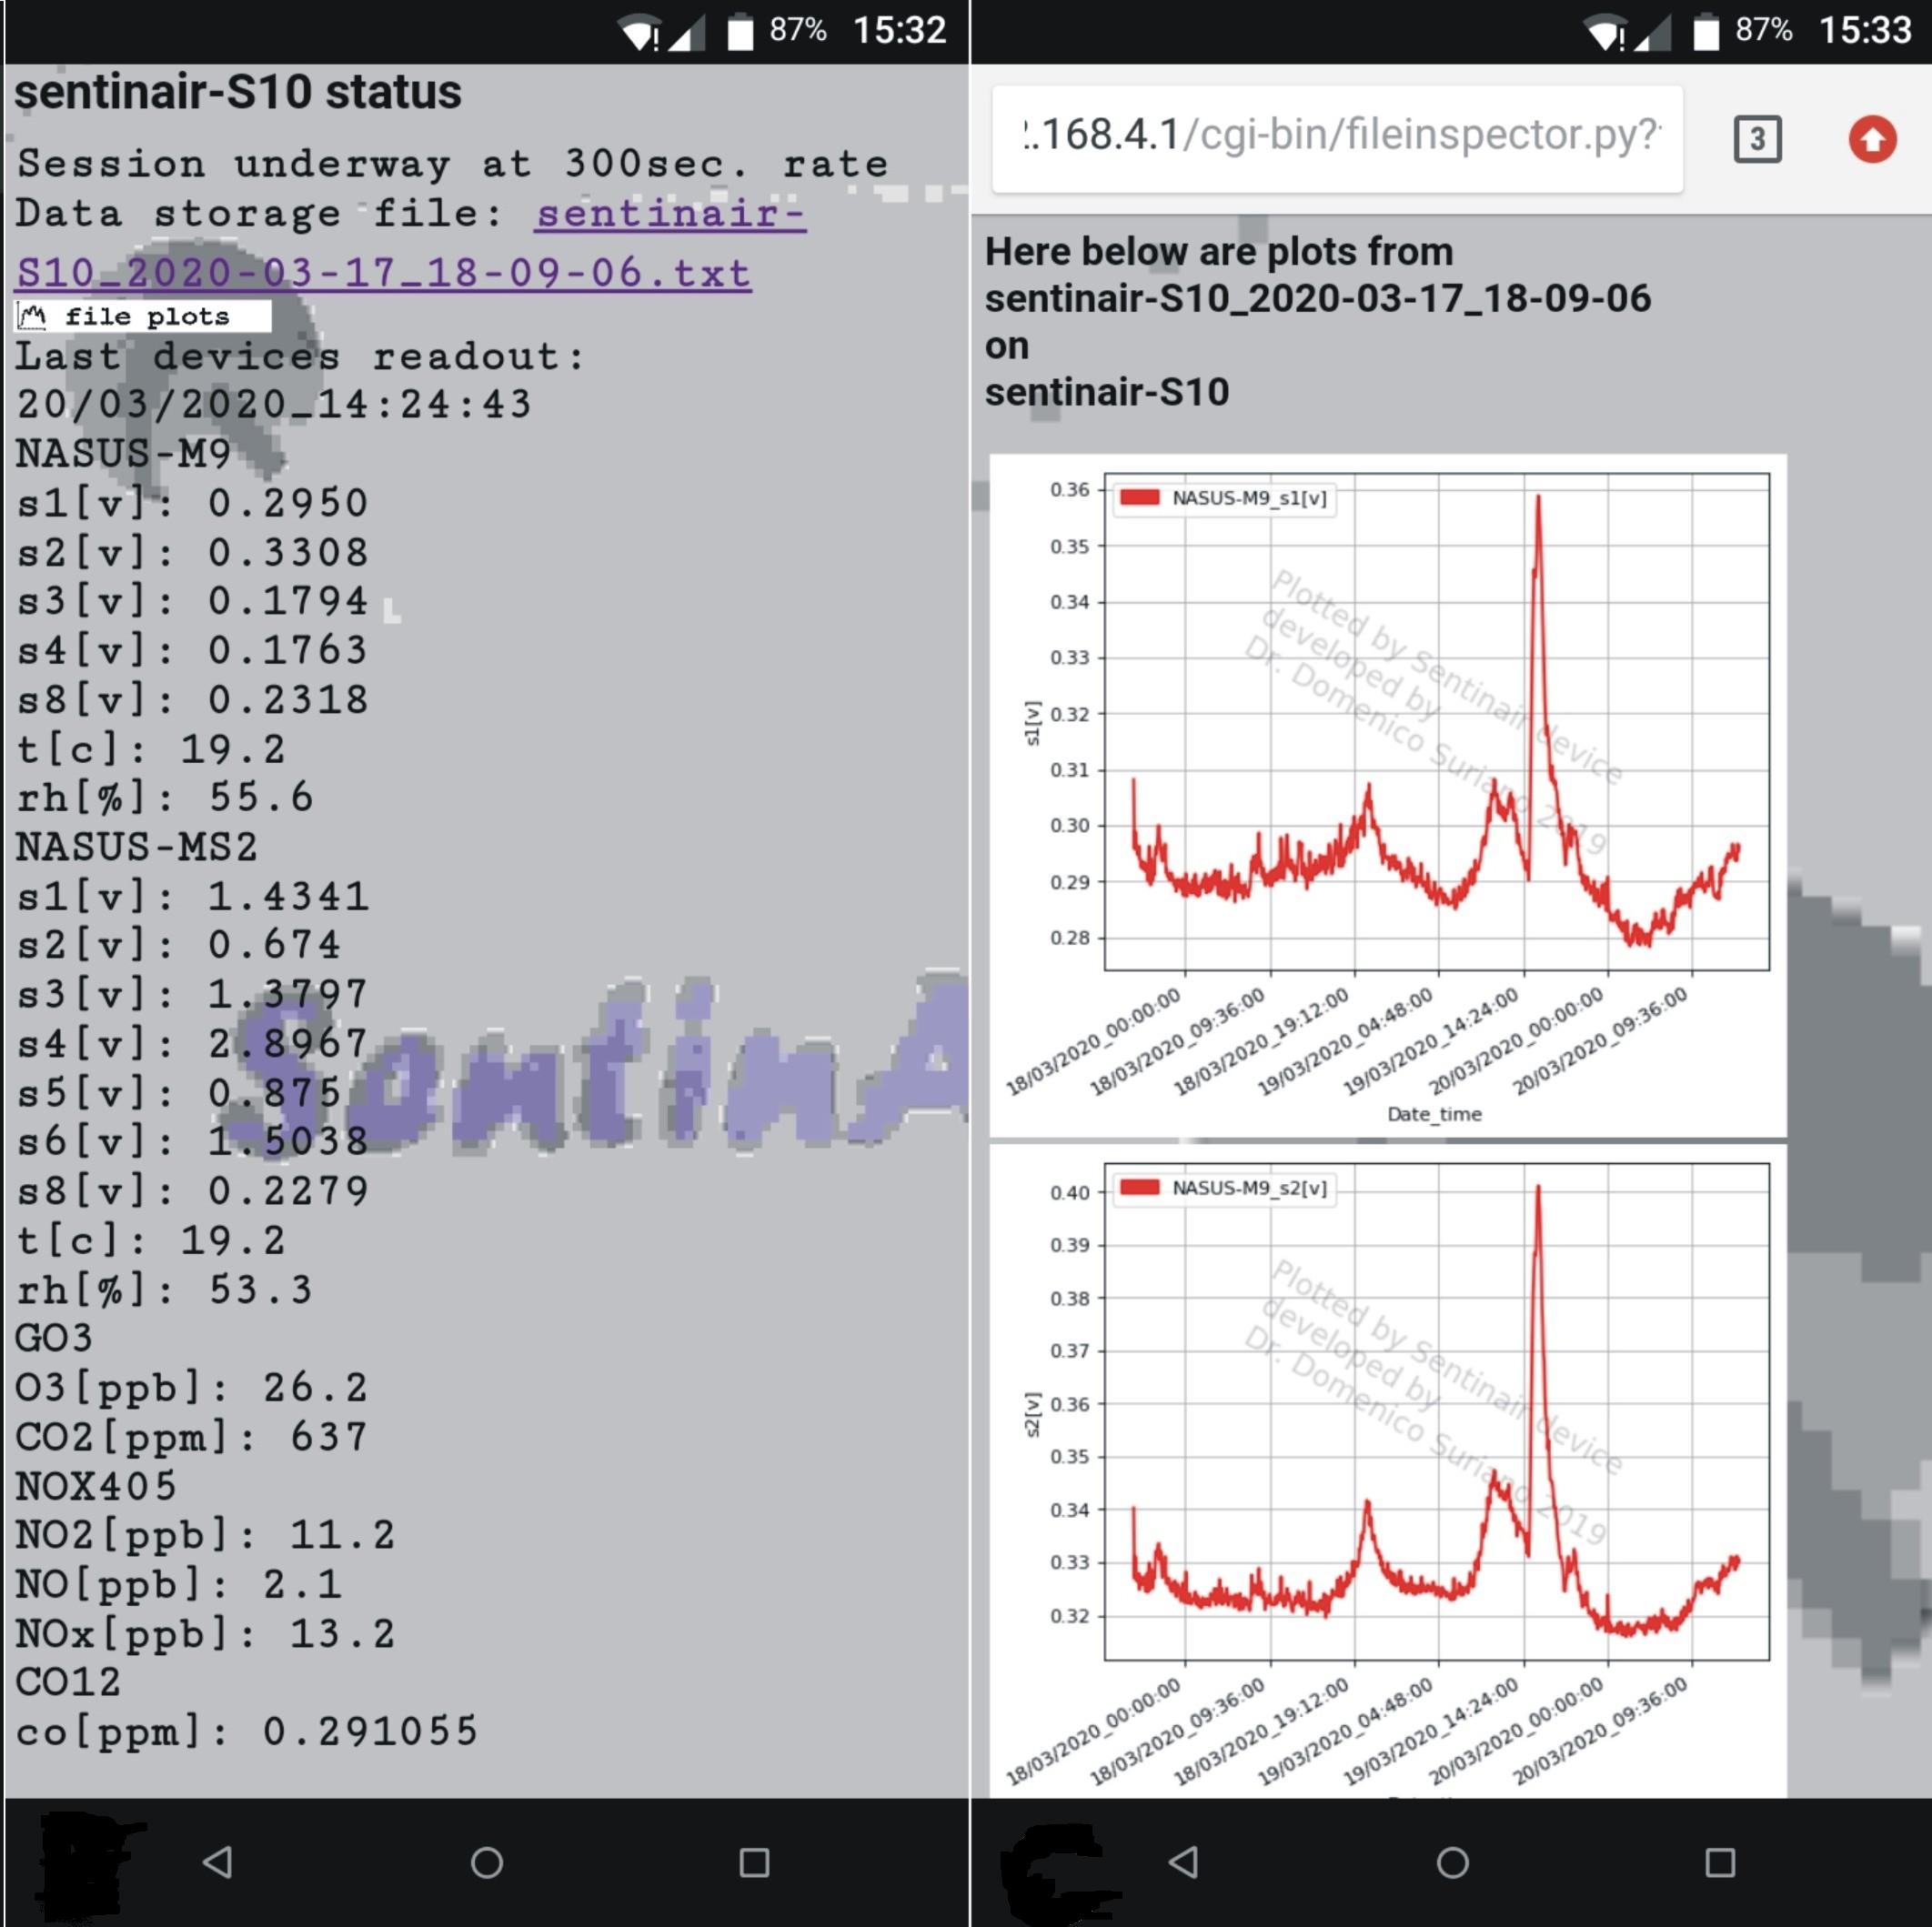 87% 15:32
sentinair-S10 status
Session underway at 300sec. rate
Data storage file: sentinair-
S10_2020-03-17_18-09-06.txt
file plots
Last devices readout:
20/03/2020_14:24:43
NASUS-M9
s1[v]: 0.2950
s2[v]: 0.3308
s3[v]: 0.1794
s4[v]: 0.1763
s8[v]: 0.2318
t[c]: 19.2
rh[%]: 55.6
NASUS-MS2
s1[v]: 1.4341
s2[v]: 0.674
s3[v]: 1.3797
s4[v]: 2.8967
s5[v]: 0.875
s6[v]: 1.5038
s8[v]: 0.2279
t[c]: 19.2
rh[%]: 53.3
GO3
O3[ppb]: 26.2
CO2[ppm]: 637
NOX405
NO2[ppb]: 11.2
NO[ppb]: 2.1
NOx[ppb]: 13.2
CO12
co[ppm]: 0.291055
SentinA
87% 15:33
.168.4.1/cgi-bin/fileinspector.py?
3
Here below are plots from
sentinair-S10_2020-03-17_18-09-06
on
sentinair-S10
NASUS-M9_s1[v]
0.36
0.35
0.34
0.33
0.32
0.31
0.30
0.29
0.28
s1[v]
Plotted by Sentinair device
developed by
Dr. Domenico Suriano 2019
18/03/2020_00:00:00
18/03/2020_09:36:00
18/03/2020_19:12:00
19/03/2020_04:48:00
19/03/2020_14:24:00
20/03/2020_00:00:00
20/03/2020_09:36:00
Date_time
NASUS-M9_s2[v]
0.40
0.39
0.38
0.37
0.36
0.35
0.34
0.33
0.32
s2[v]
Plotted by Sentinair device
developed by
Dr. Domenico Suriano 2019
18/03/2020_00:00:00
18/03/2020_09:36:00
18/03/2020_19:12:00
19/03/2020_04:48:00
19/03/2020_14:24:00
20/03/2020_00:00:00
20/03/2020_09:36:00